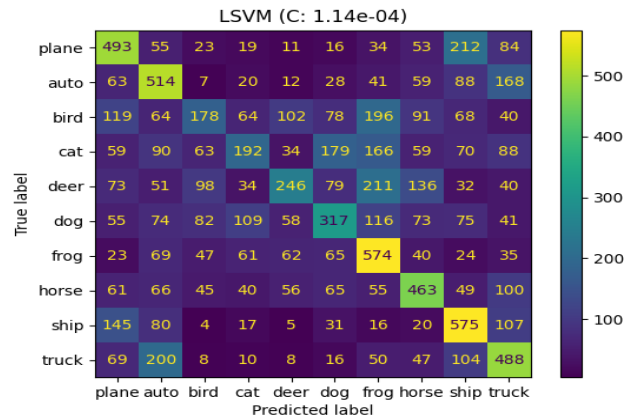 LSVM (C: 1.14e-04)
plane 493 55 23 19 11 16 34 53 212 84
auto 63 514 7 20 12 28 41 59 88 168
bird 119 64 178 64 102 78 196 91 68 40
cat 59 90 63 192 34 179 166 59 70 88
deer 73 51 98 34 246 79 211 136 32 40
dog 55 74 82 109 58 317 116 73 75 41
frog 23 69 47 61 62 65 574 40 24 35
horse 61 66 45 40 56 65 55 463 49 100
ship 145 80 4 17 5 31 16 20 575 107
truck 69 200 8 10 8 16 50 47 104 488
plane auto bird cat deer dog frog horse ship truck
Predicted label
True label
500
400
300
200
100